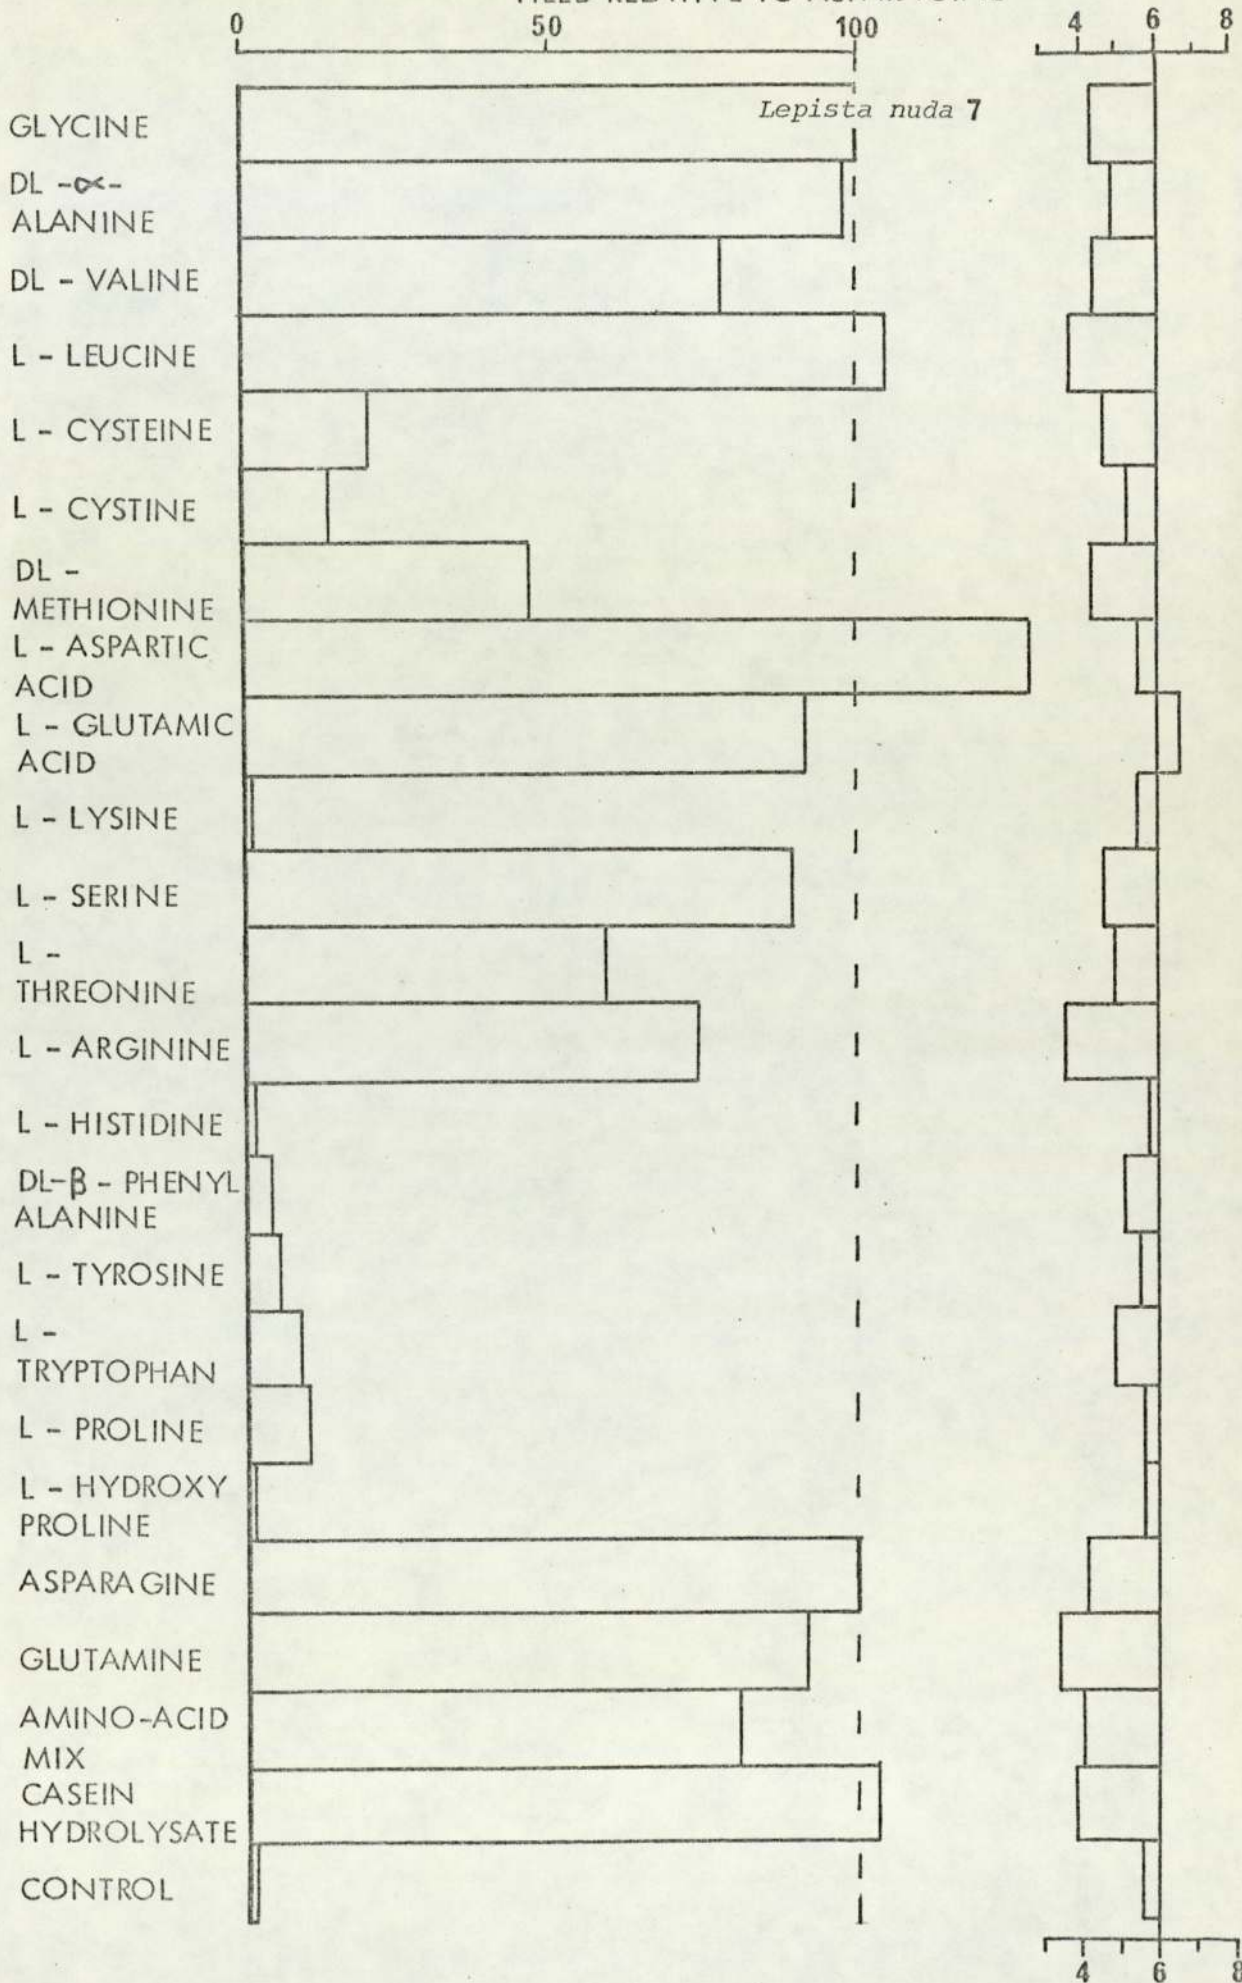 0 50 100 4 6 8
Lepista nuda 7
GLYCINE
DL -∝-
ALANINE
DL - VALINE
L - LEUCINE
L - CYSTEINE
L - CYSTINE
DL -
METHIONINE
L - ASPARTIC
ACID
L - GLUTAMIC
ACID
L - LYSINE
L - SERINE
L -
THREONINE
L - ARGININE
L - HISTIDINE
DL-β - PHENYL
ALANINE
L - TYROSINE
L -
TRYPTOPHAN
L - PROLINE
L - HYDROXY
PROLINE
ASPARAGINE
GLUTAMINE
AMINO-ACID
MIX
CASEIN
HYDROLYSATE
CONTROL
4 6 8